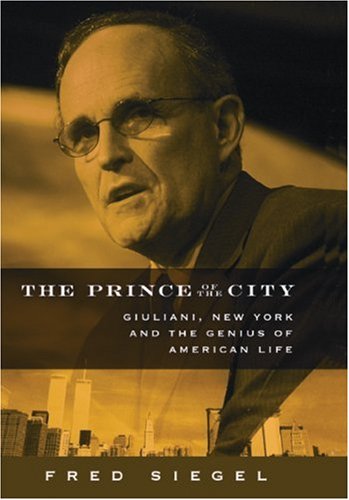 THE PRINCE OF THE CITY
GIULIANI, NEW YORK
AND THE GENIUS OF
AMERICAN LIFE
FRED SIEGEL